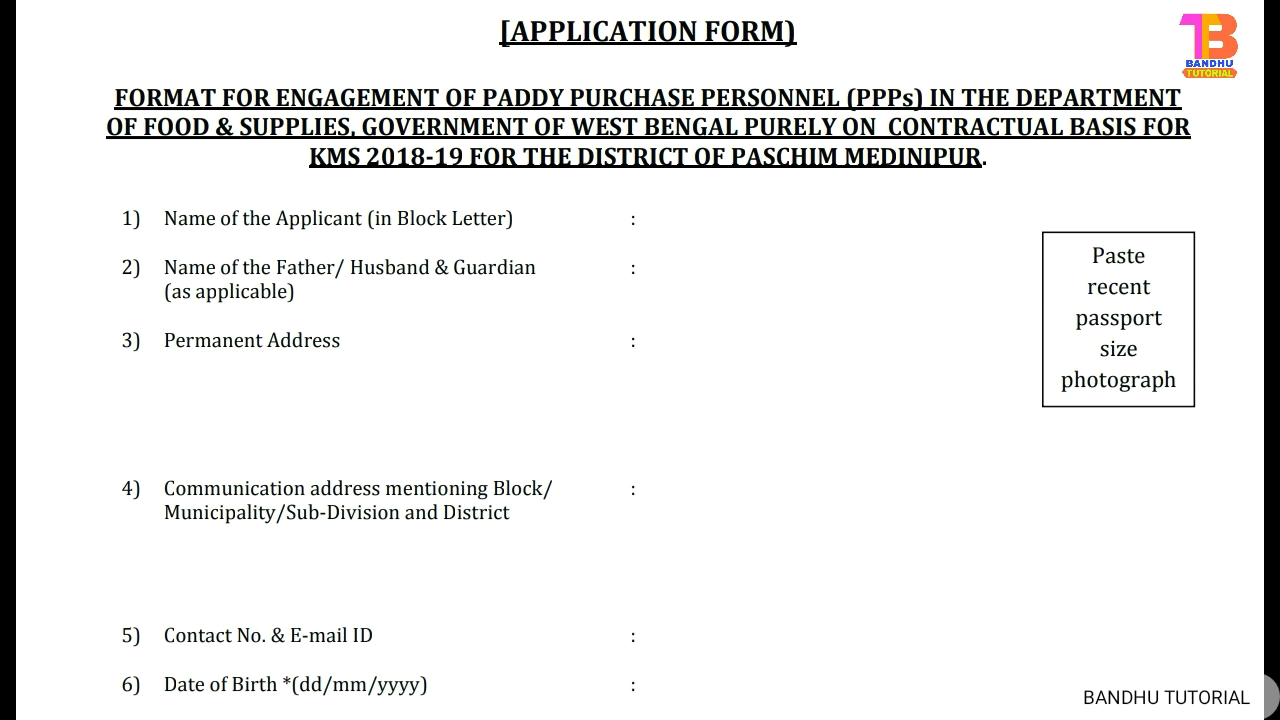 [APPLICATION FORM)
TB
BANDHU
TUTORIAL
FORMAT FOR ENGAGEMENT OF PADDY PURCHASE PERSONNEL (PPPs) IN THE DEPARTMENT
OF FOOD & SUPPLIES, GOVERNMENT OF WEST BENGAL PURELY ON CONTRACTUAL BASIS FOR
KMS 2018-19 FOR THE DISTRICT OF PASCHIM MEDINIPUR.
1) Name of the Applicant (in Block Letter) :
2) Name of the Father/ Husband & Guardian :
(as applicable)
3) Permanent Address :
Paste
recent
passport
size
photograph
4) Communication address mentioning Block/ :
Municipality/Sub-Division and District
5) Contact No. & E-mail ID :
6) Date of Birth *(dd/mm/yyyy) :
BANDHU TUTORIAL